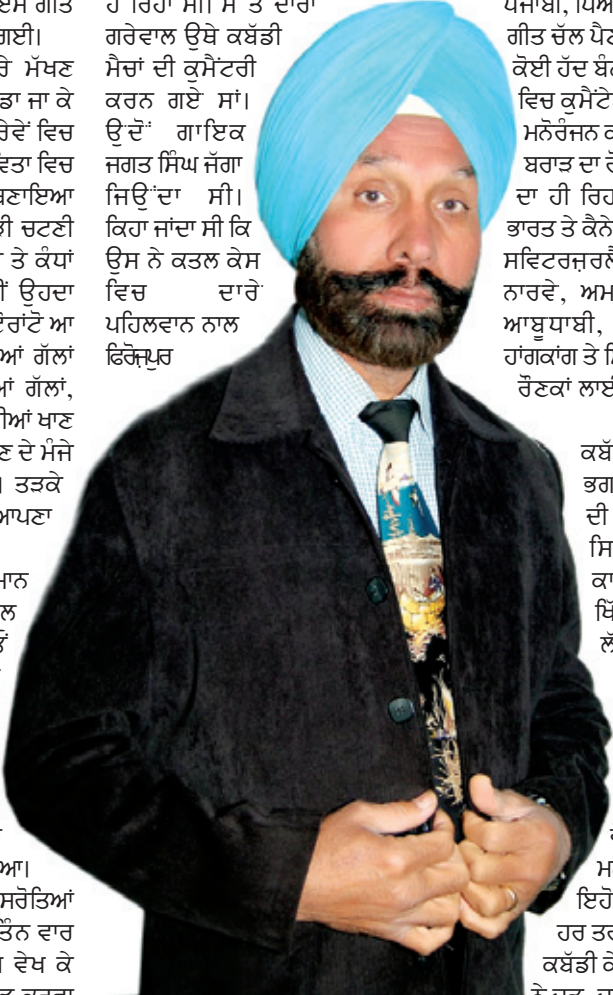 ਗਈ।
ਰੇ ਮੱਖਣ
ਡਾ ਜਾ ਕੇ
ਰੇਵੇਂ ਵਿਚ
ਵਿਤਾ ਵਿਚ
ਬਣਾਇਆ
ੜੀ ਚਟਣੀ
ਤੇ ਕੰਧਾਂ
ੀਂ ਉਹਦਾ
ਟੋਰਾਂਟੋ ਆ
ਆਂ ਗੱਲਾਂ
ਆਂ ਗੱਲਾਂ,
ੀਆਂ ਖਾਣ
ਣ ਦੇ ਮੰਜੇ
। ਤੜਕੇ
ਆਪਣਾ
ਮਾਨ
ਲ
ਆ।
ਸਰੋਤਿਆਂ
ਤਿੰਨ ਵਾਰ
ਵੇਖ ਕੇ
ਗਰੇਵਾਲ ਉਥੇ ਕਬੱਡੀ
ਮੈਚਾਂ ਦੀ ਕੁਮੈਂਟਰੀ
ਕਰਨ ਗਏ ਸਾਂ।
ਉਦੋਂ ਗਾਇਕ
ਜਗਤ ਸਿੰਘ ਜੱਗਾ
ਜਿਉਂਦਾ ਸੀ।
ਕਿਹਾ ਜਾਂਦਾ ਸੀ ਕਿ
ਉਸ ਨੇ ਕਤਲ ਕੇਸ
ਵਿਚ ਦਾਰੇ
ਪਹਿਲਵਾਨ ਨਾਲ
ਫਿਰੋਜ਼ਪੁਰ
ਗੀਤ ਚੱਲ ਪੈਣ
ਕੋਈ ਹੱਦ ਬੰਨ
ਵਿਚ ਕੁਮੈਂਟੇ
ਮਨੋਰੰਜਨ ਕ
ਬਰਾੜ ਦਾ ਰੋ
ਦਾ ਹੀ ਰਿਹ
ਭਾਰਤ ਤੇ ਕੈਨੇ
ਸਵਿਟਰਜ਼ਰਲੈ
ਨਾਰਵੇ, ਅਮ
ਆਬੂਧਾਬੀ,
ਹਾਂਗਕਾਂਗ ਤੇ ਸਿ
ਰੌਣਕਾਂ ਲਾਈ
ਕਬੱ
ਭਗ
ਦੀ
ਸਿ
ਕਾ
ਖਿੱ
ਲੱ
ਮ
ਇਹੋ
ਹਰ ਤਰ
ਕਬੱਡੀ ਕੇ